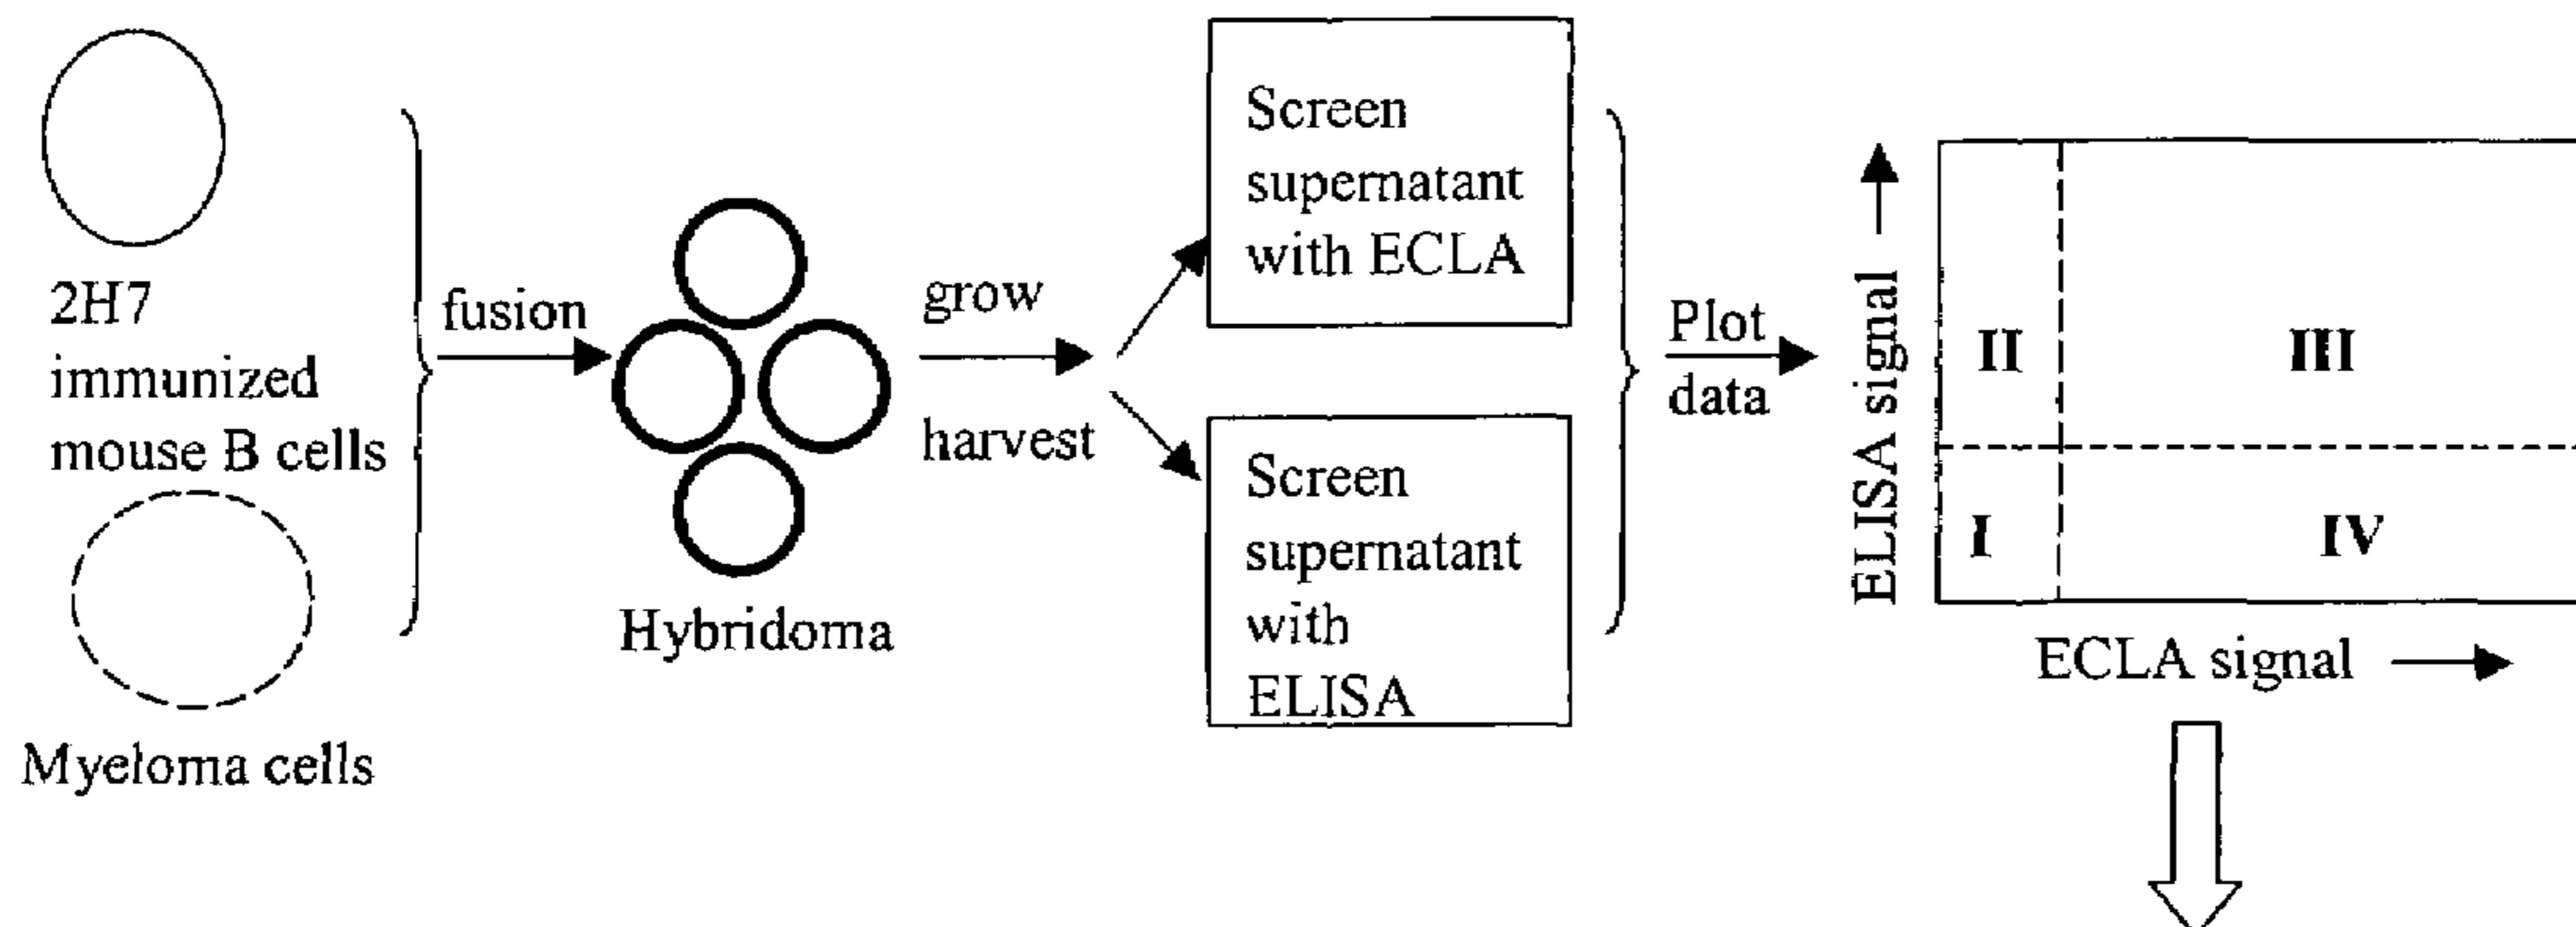 2H7
immunized
mouse B cells
Myeloma cells
fusion
Hybridoma
grow
harvest
Screen
supernatant
with ECLA
Screen
supernatant
with
ELISA
Plot
data
ELISA signal
II
III
I
IV
ECLA signal